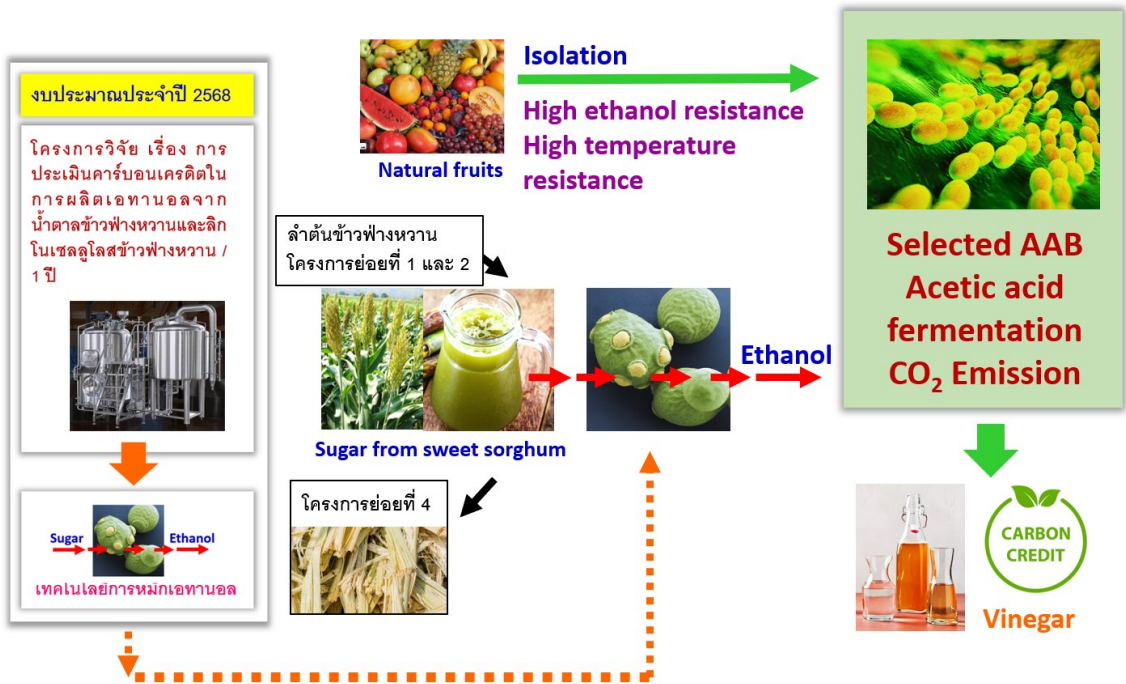 งบประมาณประจำปี 2568
โครงการวิจัย เรื่อง การ
ประเมินคาร์บอนเครดิตใน
การผลิตเอทานอลจาก
น้ำตาลข้าวฟ่างหวานและลิก
โนเซลลูโลสข้าวฟ่างหวาน /
1 ปี
Sugar
Ethanol
เทคโนโลยีการหมักเอทานอล
Natural fruits
Isolation
High ethanol resistance
High temperature
resistance
ลำต้นข้าวฟ่างหวาน
โครงการย่อยที่ 1 และ 2
Sugar from sweet sorghum
Ethanol
โครงการย่อยที่ 4
Selected AAB
Acetic acid
fermentation
CO₂ Emission
CARBON
CREDIT
Vinegar